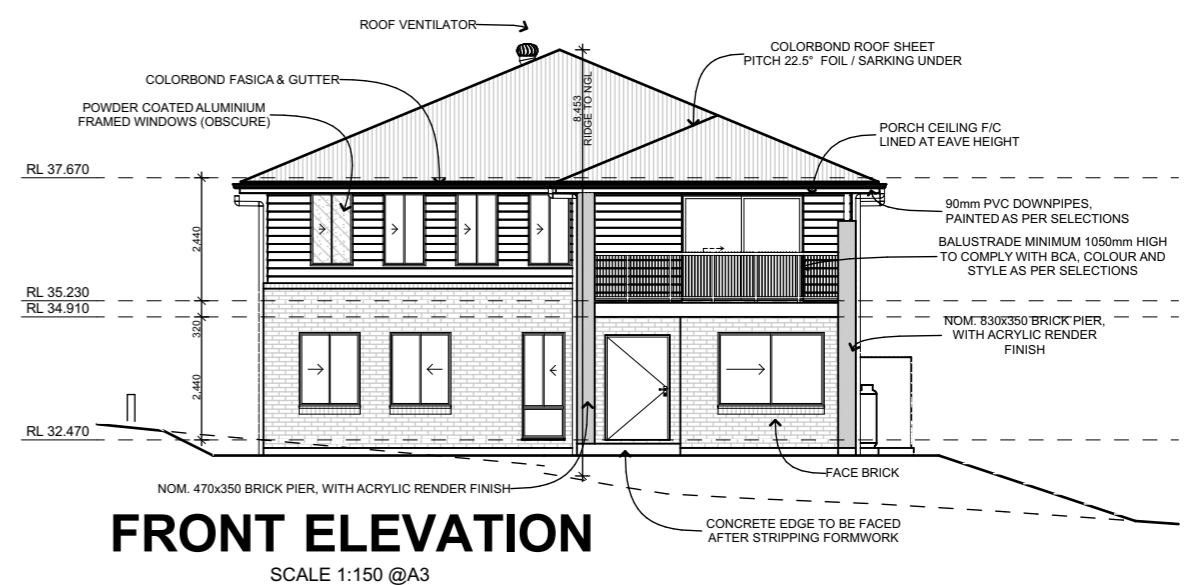 ROOF VENTILATOR
COLORBOND ROOF SHEET
PITCH 22.5° FOIL / SARKING UNDER
COLORBOND FASICA & GUTTER
POWDER COATED ALUMINIUM
FRAMED WINDOWS (OBSCURE)
8,453
RIDGE TO NGL
PORCH CEILING F/C
LINED AT EAVE HEIGHT
RL 37.670
90mm PVC DOWNPIPES,
PAINTED AS PER SELECTIONS
2,440
BALUSTRADE MINIMUM 1050mm HIGH
TO COMPLY WITH BCA, COLOUR AND
STYLE AS PER SELECTIONS
RL 35.230
RL 34.910
320
NOM. 830x350 BRICK PIER,
WITH ACRYLIC RENDER
FINISH
2,440
RL 32.470
FACE BRICK
NOM. 470x350 BRICK PIER, WITH ACRYLIC RENDER FINISH
CONCRETE EDGE TO BE FACED
AFTER STRIPPING FORMWORK
FRONT ELEVATION
SCALE 1:150 @A3